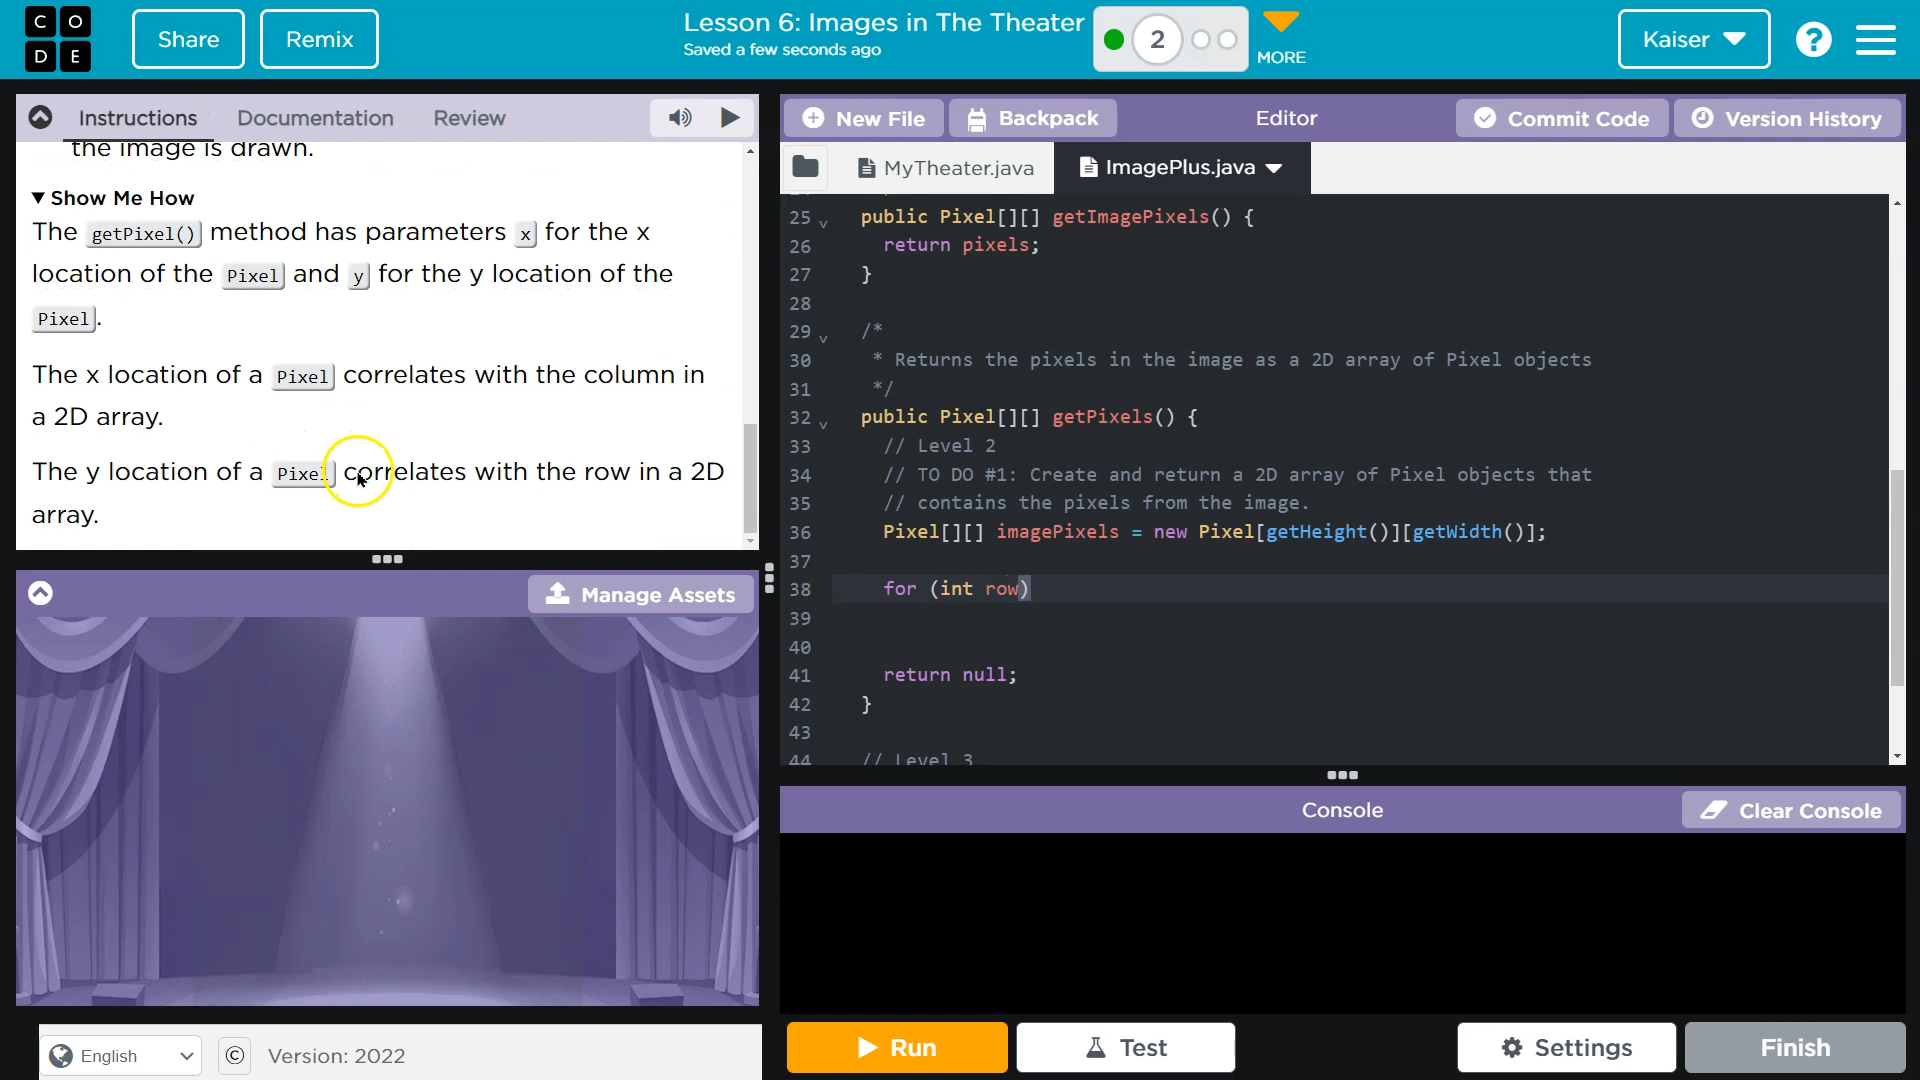 C O
D E
Share
Remix
Lesson 6: Images in The Theater
Saved a few seconds ago
2
MORE
Kaiser
?
Instructions
Documentation
Review
the image is drawn.
Show Me How
The getPixel() method has parameters x for the x
location of the Pixel and y for the y location of the
Pixel.
The x location of a Pixel correlates with the column in
a 2D array.
The y location of a Pixel correlates with the row in a 2D
array.
Manage Assets
English
©
Version: 2022
New File
Backpack
Editor
Commit Code
Version History
MyTheater.java
ImagePlus.java
25 public Pixel[][] getImagePixels() {
26 return pixels;
27 }
28
29 /*
30 * Returns the pixels in the image as a 2D array of Pixel objects
31 */
32 public Pixel[][] getPixels() {
33 // Level 2
34 // TO DO #1: Create and return a 2D array of Pixel objects that
35 // contains the pixels from the image.
36 Pixel[][] imagePixels = new Pixel[getHeight()][getWidth()];
37
38 for (int row)
39
40
41 return null;
42 }
43
44 // Level 3
Console
Clear Console
Run
Test
Settings
Finish